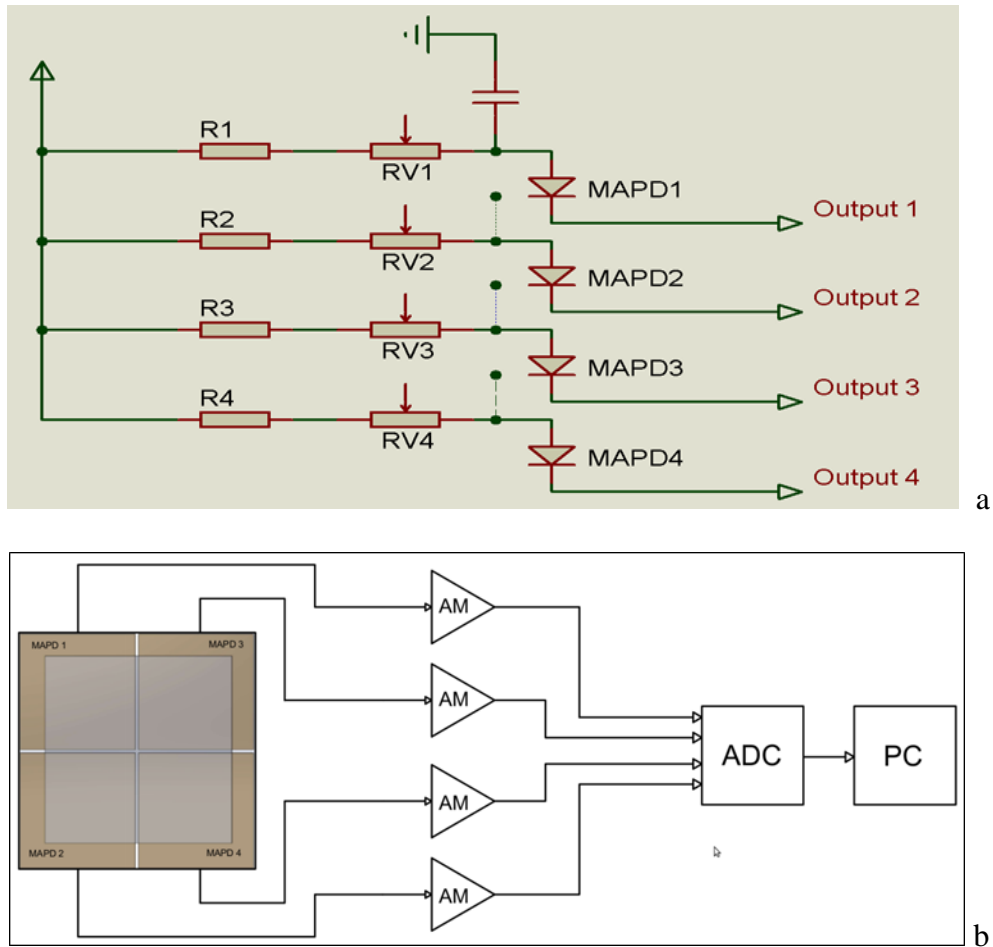 R1
RV1
MAPD1
Output 1
R2
RV2
MAPD2
Output 2
R3
RV3
MAPD3
Output 3
R4
RV4
MAPD4
Output 4
a
MAPD 1
MAPD 3
MAPD 2
MAPD 4
AM
AM
AM
AM
ADC
PC
b